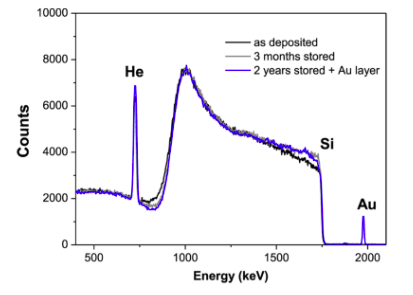 10000
8000
6000
4000
2000
0
Counts
as deposited
3 months stored
2 years stored + Au layer
He
Si
Au
500
1000
1500
2000
Energy (keV)